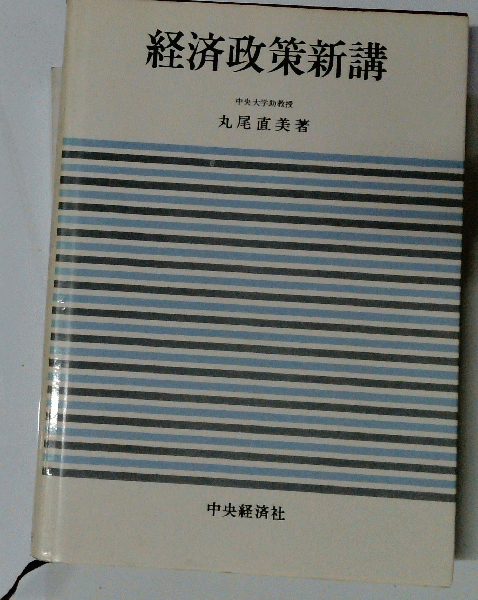 経済政策新講
中央大学助教授
丸尾直美著
中央経済社